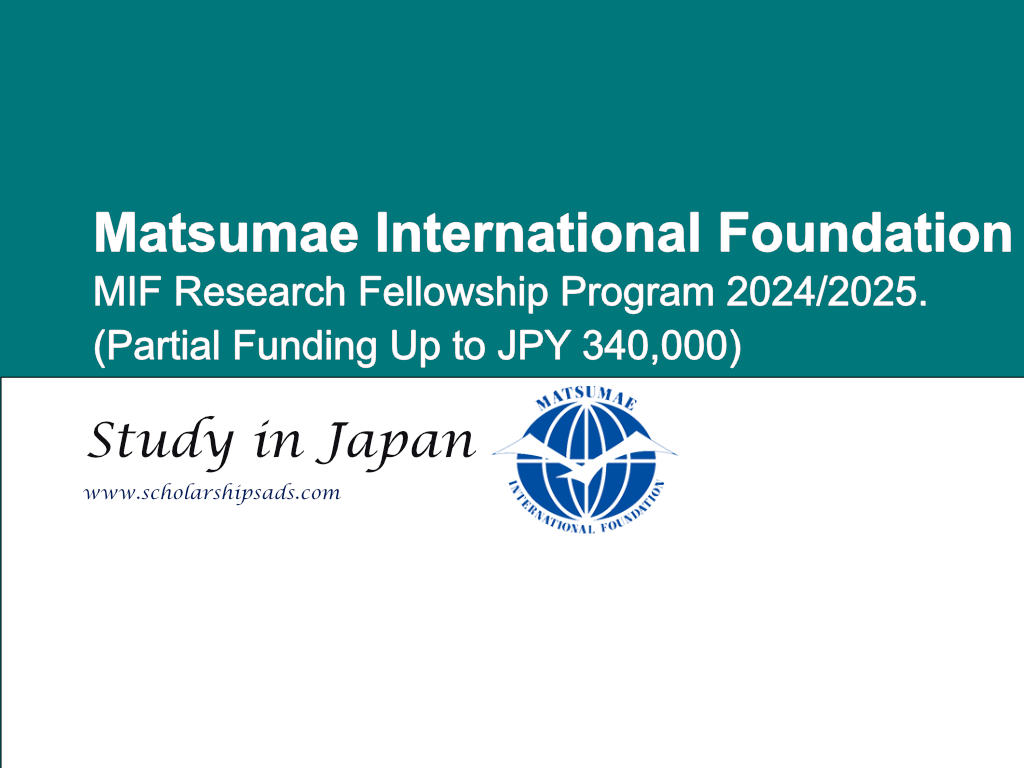 Matsumae International Foundation
MIF Research Fellowship Program 2024/2025.
(Partial Funding Up to JPY 340,000)
Study in Japan
www.scholarshipsads.com
MATSUMAE
INTERNATIONAL FOUNDATION